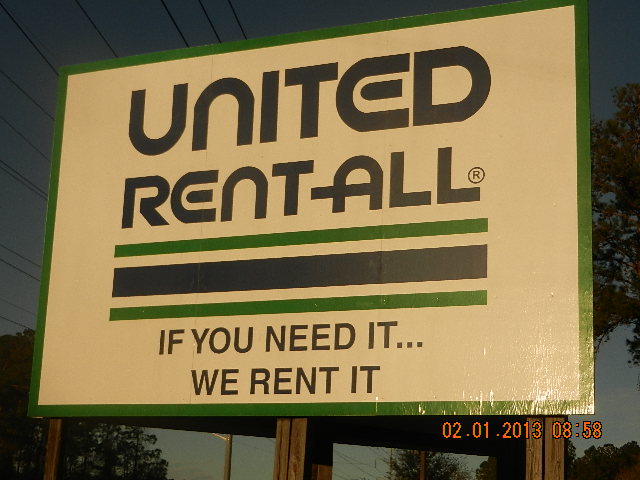 UNITED
RENT-ALL®
IF YOU NEED IT...
WE RENT IT
02.01.2013 08:58